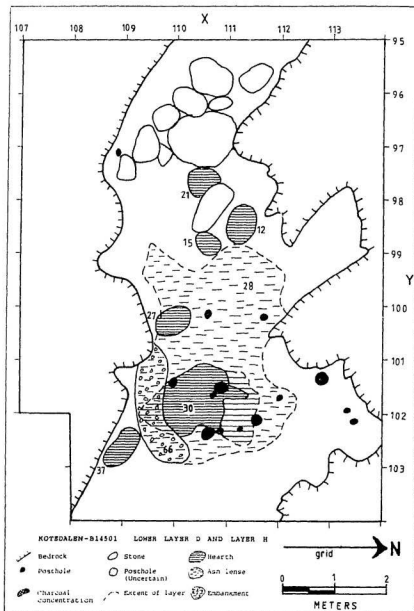 X
107 108 109 110 111 112 113
95
96
97
98
99
100
101
102
103
Y
21
12
15
28
27
30
66
37
KOTEDALEN-B14501 LOWER LAYER D AND LAYER H
Bedrock Stone Hearth
Posthole Posthole (Uncertain) Ash lense
Charcoal concentration Extent of layer Embankment
grid N
0 1 2
METERS